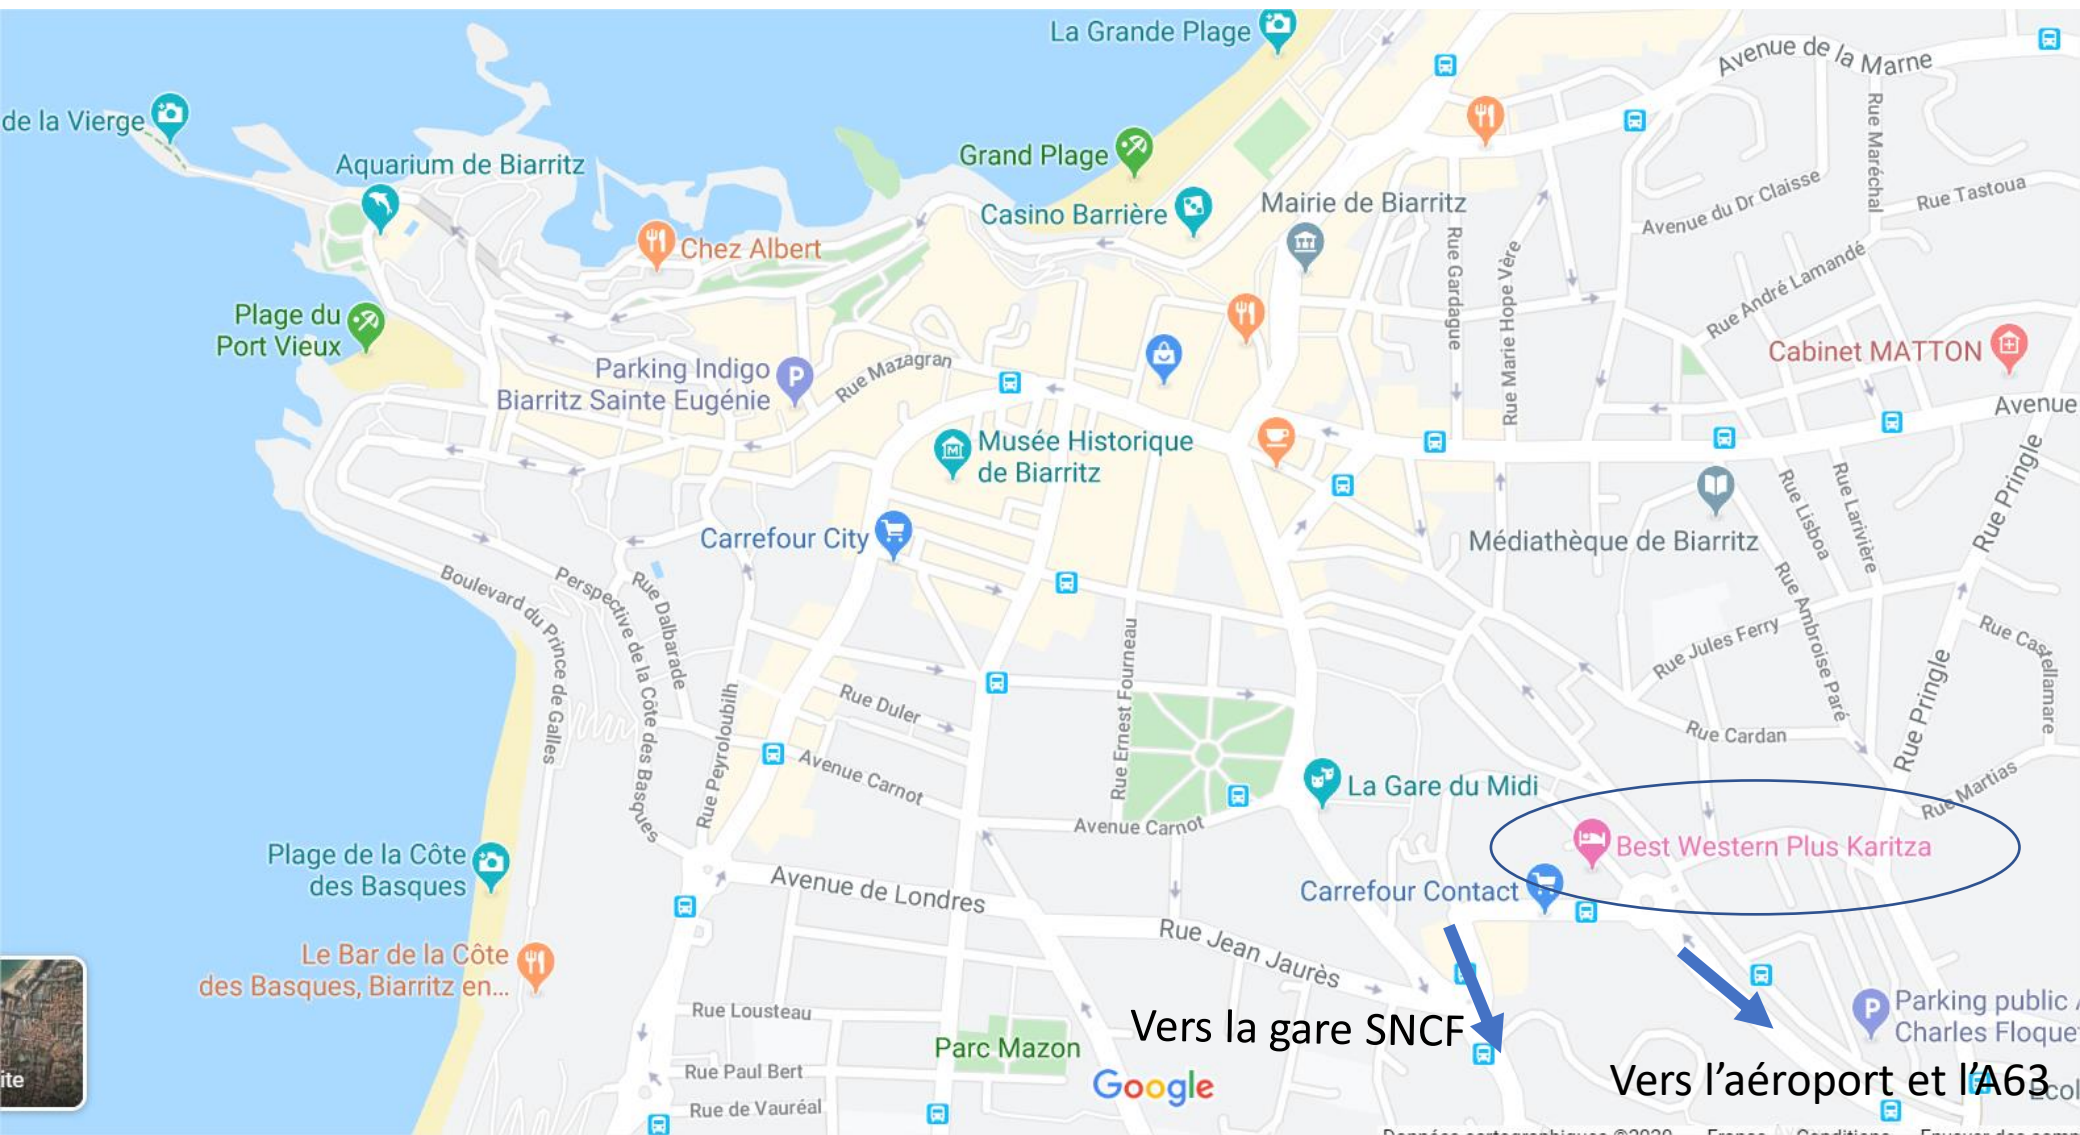 La Grande Plage
Avenue de la Marne
de la Vierge
Rue Maréchal
Aquarium de Biarritz
Grand Plage
Casino Barrière
Mairie de Biarritz
Avenue du Dr Claisse
Rue Tastoua
Chez Albert
Rue Gardague
Rue Marie Hope Vère
Rue André Lamandé
Plage du
Port Vieux
Parking Indigo
Biarritz Sainte Eugénie
Rue Mazagran
Cabinet MATTON
Avenue
Musée Historique
de Biarritz
Rue Pringle
Rue Lisboa
Rue Larivière
Carrefour City
Médiathèque de Biarritz
Boulevard du Prince de Galles
Perspective de la Côte des Basques
Rue Dalbarade
Rue Ambroise Paré
Rue Jules Ferry
Rue Castellamare
Rue Ernest Fourneau
Rue Peyroloubilh
Rue Duler
Rue Cardan
Rue Pringle
Avenue Carnot
La Gare du Midi
Rue Martias
Avenue Carnot
Best Western Plus Karitza
Plage de la Côte
des Basques
Avenue de Londres
Carrefour Contact
Rue Jean Jaurès
Le Bar de la Côte
des Basques, Biarritz en...
Rue Lousteau
Vers la gare SNCF
Parking public
Charles Floque
Parc Mazon
Rue Paul Bert
Google
Vers l’aéroport et l’A63
Ecol
ite
Rue de Vauréal